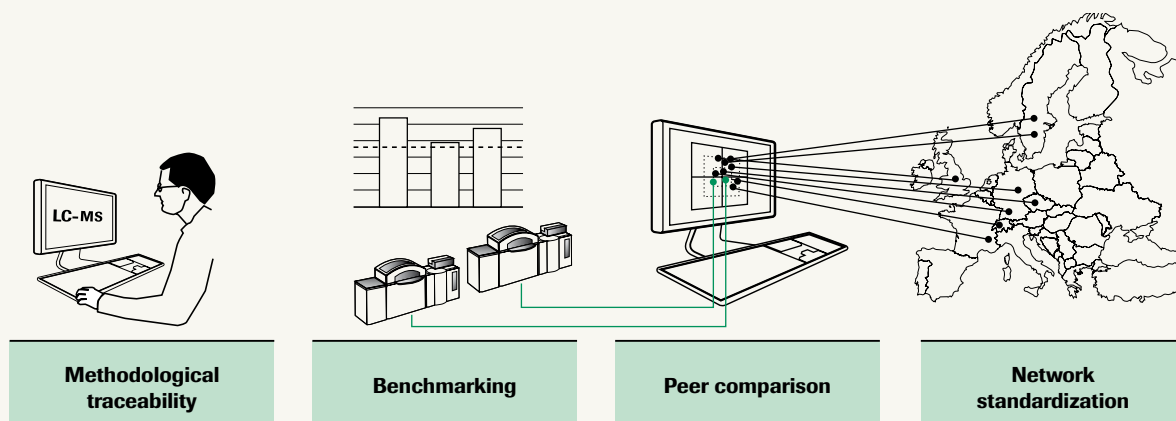 LC-MS
Methodological
traceability
Benchmarking
Peer comparison
Network
standardization